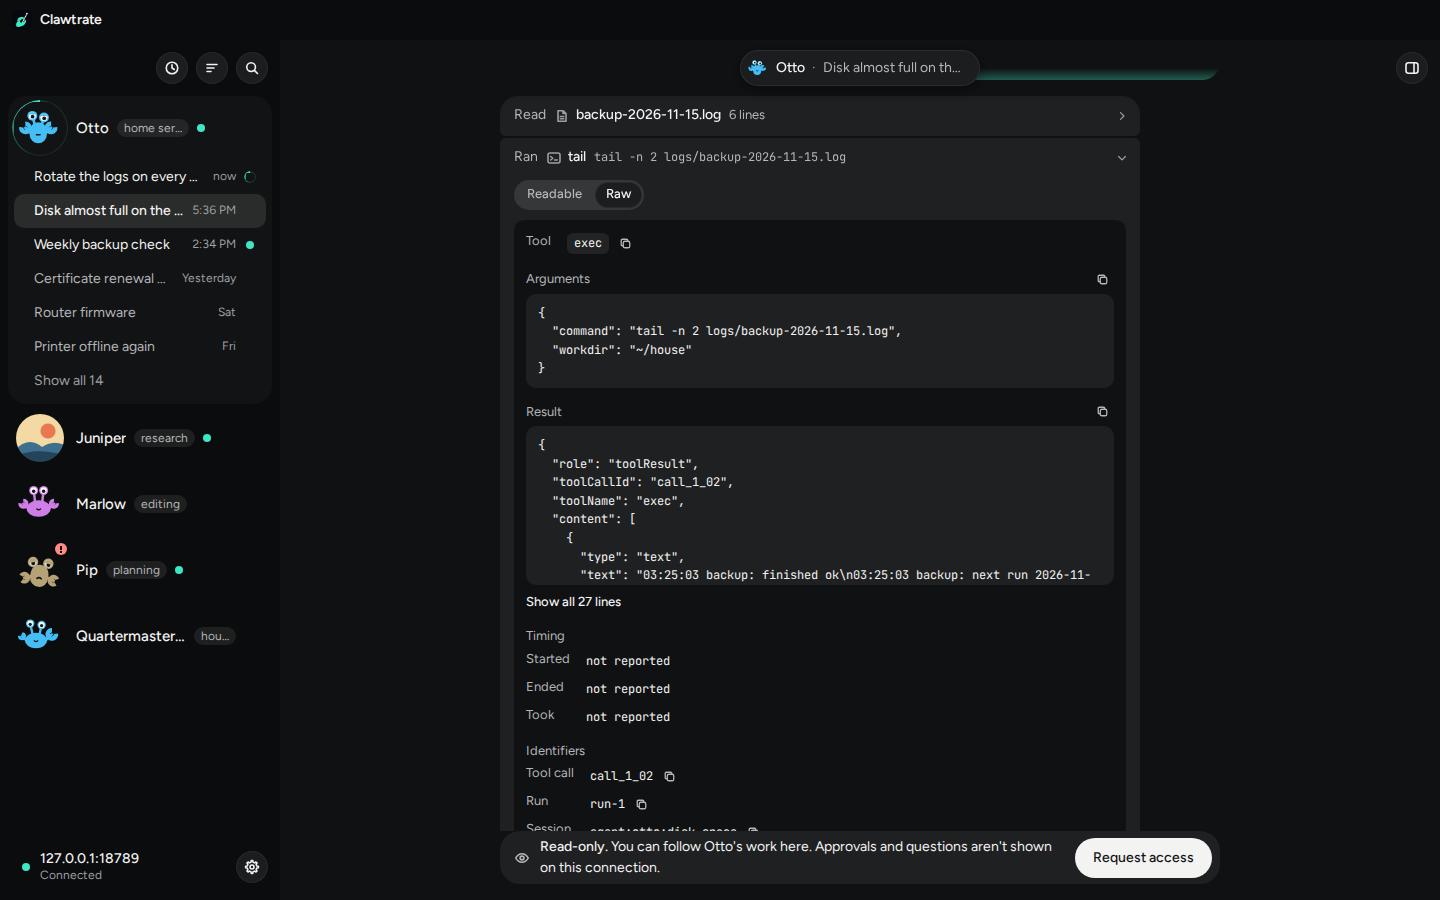 Clawtrate
Otto · Disk almost full on th...
Otto home ser...
Rotate the logs on every ... now
Disk almost full on the ... 5:36 PM
Weekly backup check 2:34 PM
Certificate renewal ... Yesterday
Router firmware Sat
Printer offline again Fri
Show all 14
Juniper research
Marlow editing
Pip planning
Quartermaster... hou...
127.0.0.1:18789
Connected
Read backup-2026-11-15.log 6 lines
Ran tail tail -n 2 logs/backup-2026-11-15.log
Readable Raw
Tool exec
Arguments
{
"command": "tail -n 2 logs/backup-2026-11-15.log",
"workdir": "~/house"
}
Result
{
"role": "toolResult",
"toolCallId": "call_1_02",
"toolName": "exec",
"content": [
{
"type": "text",
"text": "03:25:03 backup: finished ok\n03:25:03 backup: next run 2026-11-
Show all 27 lines
Timing
Started not reported
Ended not reported
Took not reported
Identifiers
Tool call call_1_02
Run run-1
Session
Read-only. You can follow Otto's work here. Approvals and questions aren't shown
on this connection.
Request access